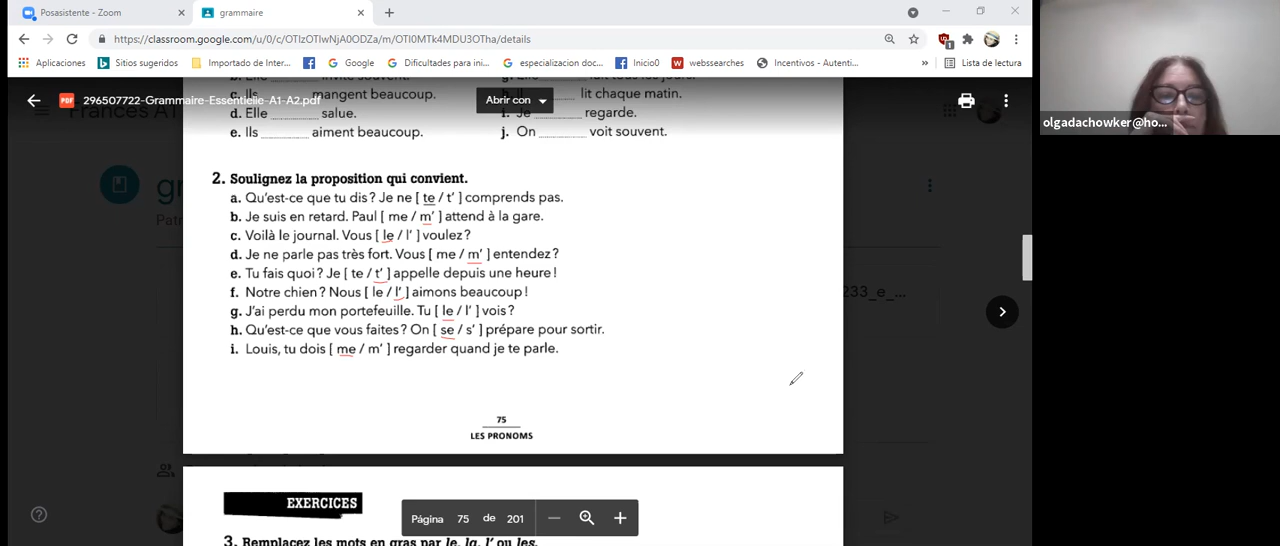 Posasistente - Zoom
grammaire
https://classroom.google.com/u/0/c/OTIzOTIwNjA0ODZa/m/OTI0MTk4MDU3OTha/details
Aplicaciones Sitios sugeridos Importado de Inter... Google Dificultades para ini... especializacion doc... Inicio0 webssearches Incentivos - Autenti... Lista de lectura
olgadachowker@ho...
invite souvent.
c. Ils mangent beaucoup.
d. Elle salue.
e. Ils aiment beaucoup.
h. Il lit chaque matin.
i. Je regarde.
j. On voit souvent.
PDF 296507722-Grammaire-Essentielle-A1-A2.pdf
Abrir con
2. Soulignez la proposition qui convient.
a. Qu'est-ce que tu dis ? Je ne [ te / t' ] comprends pas.
b. Je suis en retard. Paul [ me / m' ] attend à la gare.
c. Voilà le journal. Vous [ le / l' ] voulez ?
d. Je ne parle pas très fort. Vous [ me / m' ] entendez ?
e. Tu fais quoi ? Je [ te / t' ] appelle depuis une heure !
f. Notre chien ? Nous [ le / l' ] aimons beaucoup !
g. J'ai perdu mon portefeuille. Tu [ le / l' ] vois ?
h. Qu'est-ce que vous faites ? On [ se / s' ] prépare pour sortir.
i. Louis, tu dois [ me / m' ] regarder quand je te parle.
75
LES PRONOMS
EXERCICES
Página 75 de 201
3. Remplacez les mots en gras par le, la, l' ou les.